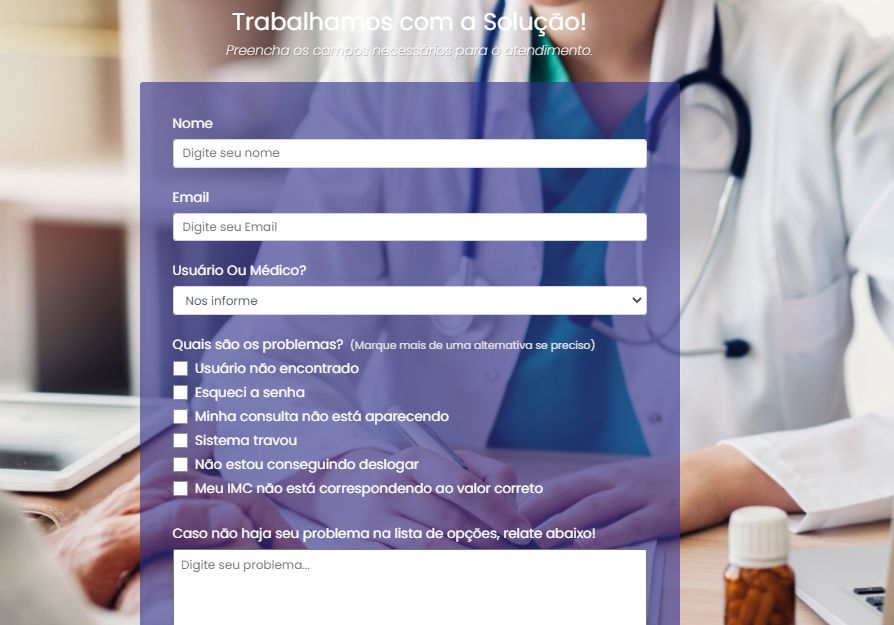 Trabalhamos com a Solução!
Preencha os campos necessários para o atendimento.
Nome
Digite seu nome
Email
Digite seu Email
Usuário Ou Médico?
Nos informe
Quais são os problemas? (Marque mais de uma alternativa se preciso)
Usuário não encontrado
Esqueci a senha
Minha consulta não está aparecendo
Sistema travou
Não estou conseguindo deslogar
Meu IMC não está correspondendo ao valor correto
Caso não haja seu problema na lista de opções, relate abaixo!
Digite seu problema...